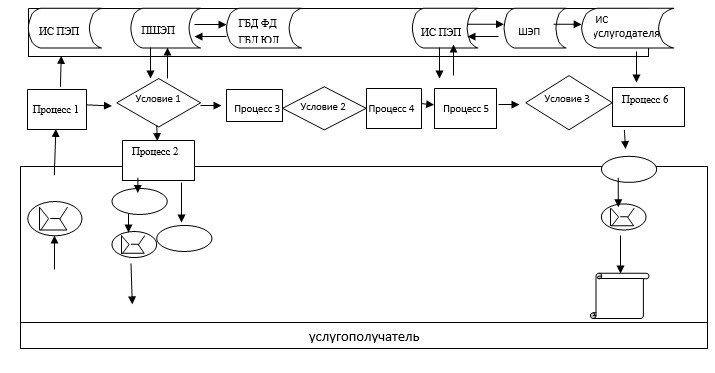 ИС ПЭП
ПШЭП
ГБД ФД
ГБД ЮЛ
ИС ПЭП
ШЭП
ИС
услугодателя
Процесс 1
Условие 1
Процесс 3
Условие 2
Процесс 4
Процесс 5
Условие 3
Процесс 6
Процесс 2
услугополучатель